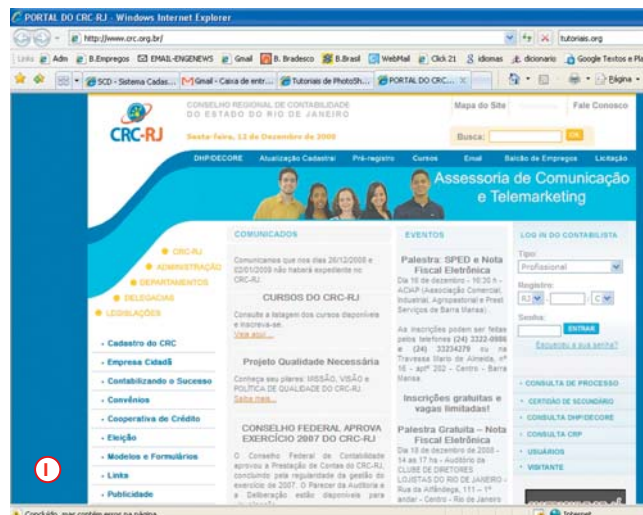 PORTAL DO CRC-RJ - Windows Internet Explorer
http://www.crc.org.br/
tutoriais.org
Links Adm B.Empregos EMAIL-ENGENEWS Gmail B. Bradesco B.Brasil WebMail Click 21 idiomas dicionario Google Textos e Pla
SCD - Sistema Cadas...
Gmail - Caixa de entr...
Tutoriais de PhotoSh...
PORTAL DO CRC...
Página
CRC-RJ
CONSELHO REGIONAL DE CONTABILIDADE
DO ESTADO DO RIO DE JANEIRO
Sexta-feira, 12 de Dezembro de 2008
Mapa do Site
Fale Conosco
Busca:
OK
DHP/DECORE Atualização Cadastral Pré-registro Cursos Email Balcão de Empregos Licitação
Assessoria de Comunicação
e Telemarketing
CRC-RJ
ADMINISTRAÇÃO
DEPARTAMENTOS
DELEGACIAS
LEGISLAÇÕES
Cadastro do CRC
Empresa Cidadã
Contabilizando o Sucesso
Convênios
Cooperativa de Crédito
Eleição
Modelos e Formulários
Links
Publicidade
COMUNICADOS
Comunicamos que nos dias 26/12/2008 e
02/01/2009 não haverá expediente no
CRC-RJ.
CURSOS DO CRC-RJ
Consulte a listagem dos cursos disponíveis
e inscreva-se.
Veja aqui...
Projeto Qualidade Necessária
Conheça seus pilares: MISSÃO, VISÃO e
POLÍTICA DE QUALIDADE DO CRC-RJ.
Saiba mais...
CONSELHO FEDERAL APROVA
EXERCÍCIO 2007 DO CRC-RJ
O Conselho Federal de Contabilidade
aprovou a Prestação de Contas do CRC-RJ,
concluindo pela regularidade da gestão do
exercício de 2007. O Parecer da Auditoria e
a Deliberação estão disponíveis para
EVENTOS
Palestra: SPED e Nota
Fiscal Eletrônica
Dia 16 de dezembro - 16:30 h -
ACIAP (Associação Comercial,
Industrial, Agropastoril e Prest
Serviços de Barra Mansa).
As inscrições podem ser feitas
pelos telefones (24) 3322-0986
e (24) 33234279 ou na
Travessa Mario de Almeida, nº
16 - aptº 202 - Centro - Barra
Mansa.
Inscrições gratuitas e
vagas limitadas!
Palestra Gratuita – Nota
Fiscal Eletrônica
Dia 18 de dezembro de 2008 -
14 as 17 hs - Auditório da
CLUBE DE DIRETORES
LOJISTAS DO RIO DE JANEIRO -
Rua da Alfândega, 111 – 1º
andar - Centro - Rio de Janeiro
LOG IN DO CONTABILISTA
Tipo:
Profissional
Registro:
RJ - / C
Senha:
ENTRAR
Esqueceu a sua senha?
CONSULTA DE PROCESSO
CERTIDÃO DE SECUNDÁRIO
CONSULTA DHP/DECORE
CONSULTA CRP
USUÁRIOS
VISITANTE
I
Concluído, mas contém erros na página.
Internet